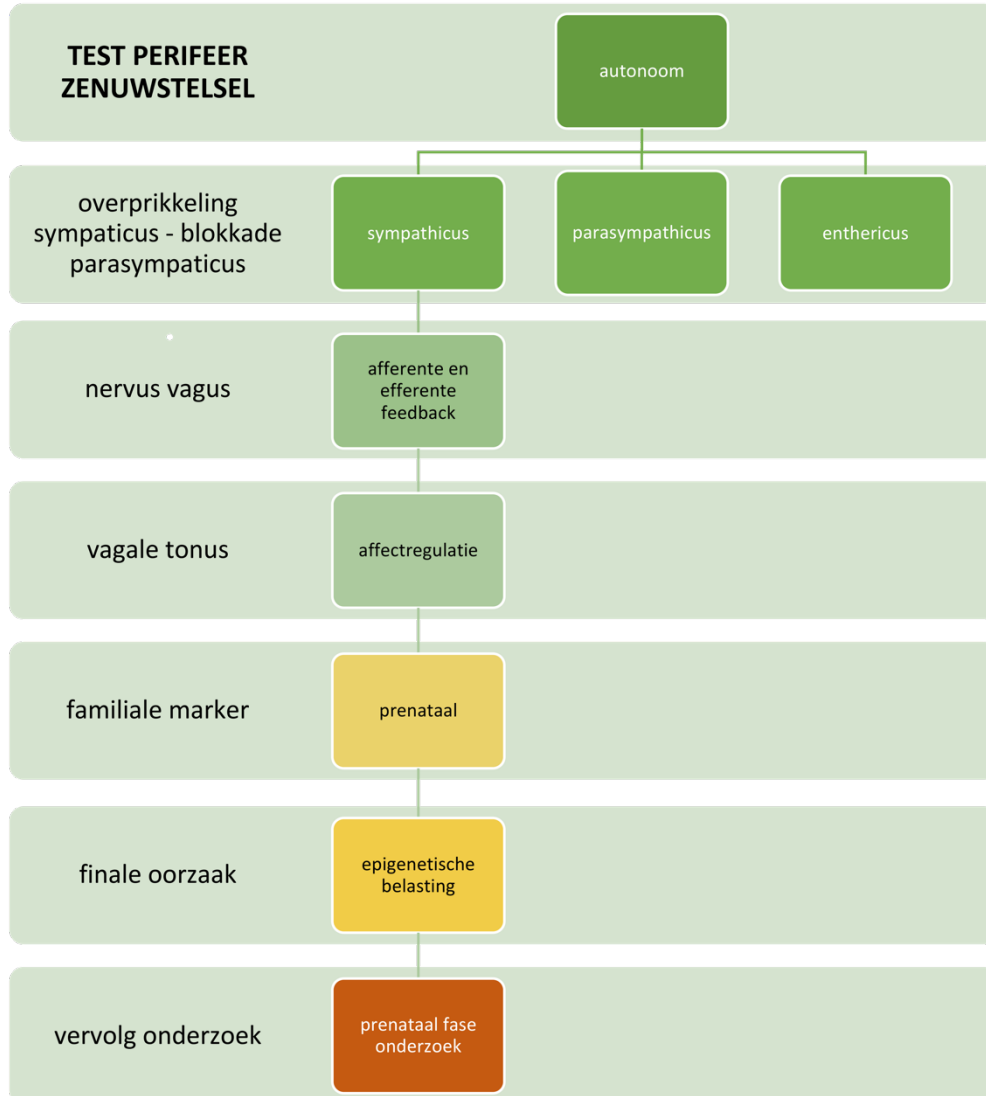 TEST PERIFEER
ZENUWSTELSEL
autonoom
overprikkeling
sympaticus - blokkade
parasympaticus
sympathicus
parasympathicus
enthericus
nervus vagus
afferente en
efferente
feedback
vagale tonus
affectregulatie
familiale marker
prenataal
finale oorzaak
epigenetische
belasting
vervolg onderzoek
prenataal fase
onderzoek